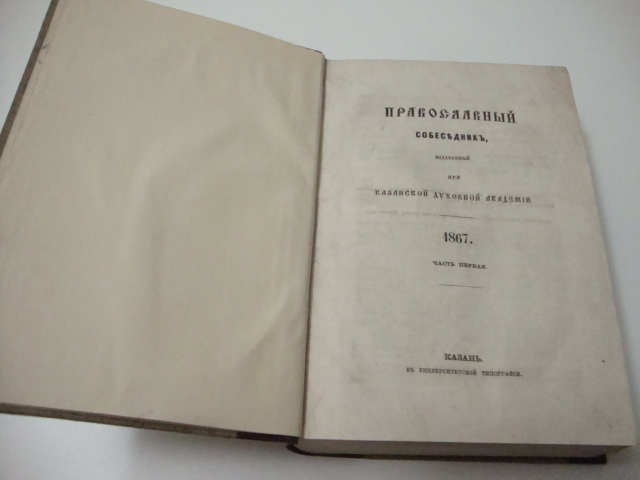 ПРАВОСЛАВНЫЙ
СОБЕСѢДНИКЪ,
ИЗДАВАЕМЫЙ
ПРИ
КАЗАНСКОЙ ДУХОВНОЙ АКАДЕМІИ
1867.
ЧАСТЬ ПЕРВАЯ.
КАЗАНЬ.
ВЪ УНИВЕРСИТЕТСКОЙ ТИПОГРАФІИ.